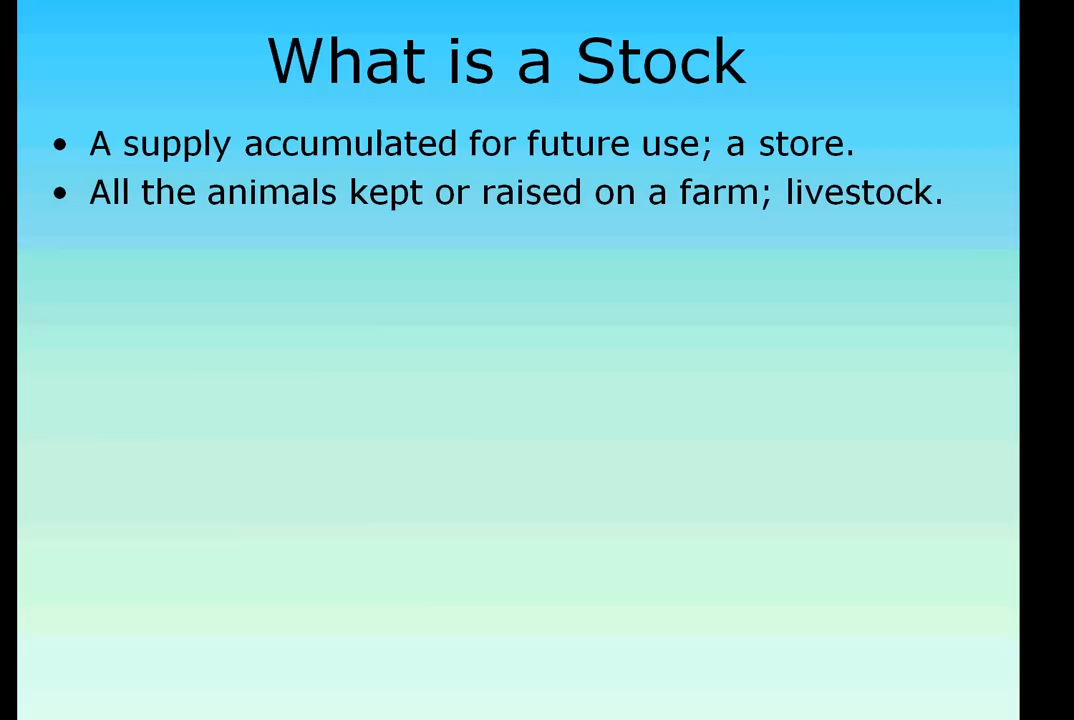 What is a Stock
• A supply accumulated for future use; a store.
• All the animals kept or raised on a farm; livestock.